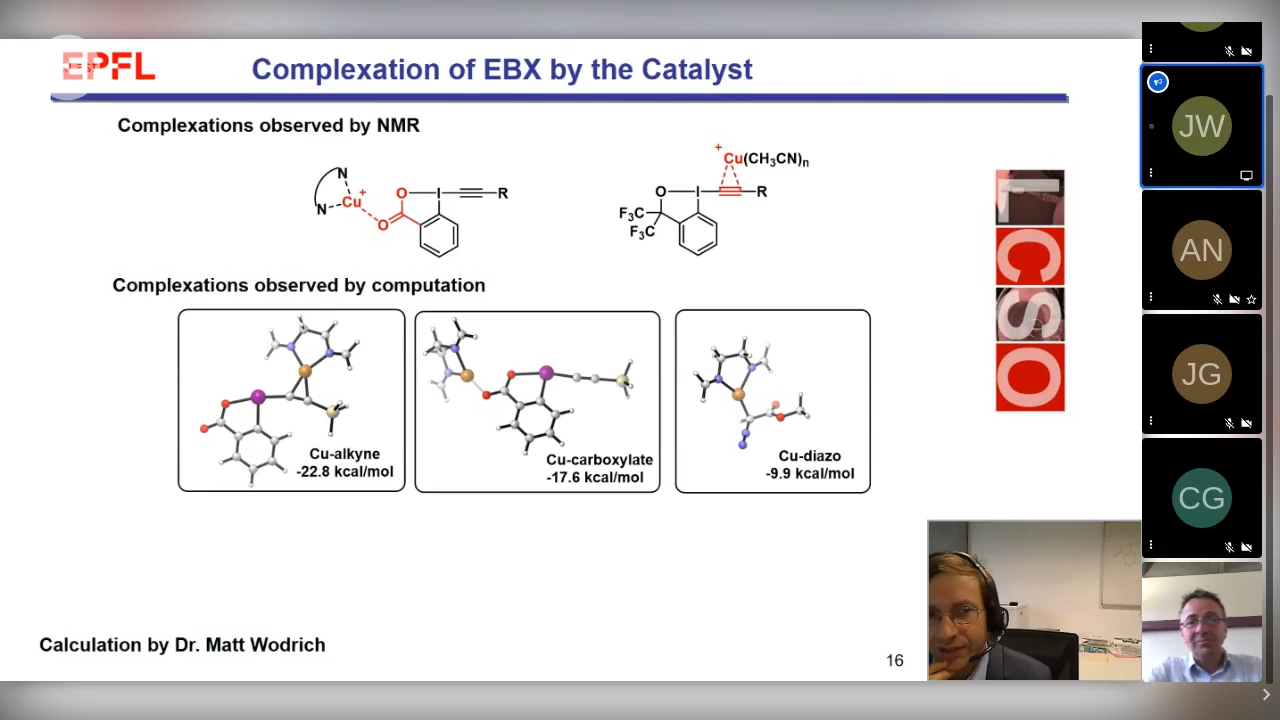 EPFL
Complexation of EBX by the Catalyst
Complexations observed by NMR
N
N
Cu
+
O
O
I
R
+
Cu(CH₃CN)ₙ
O
I
R
F₃C
F₃C
Complexations observed by computation
Cu-alkyne
-22.8 kcal/mol
Cu-carboxylate
-17.6 kcal/mol
Cu-diazo
-9.9 kcal/mol
LCSO
Calculation by Dr. Matt Wodrich
16
JW
AN
JG
CG